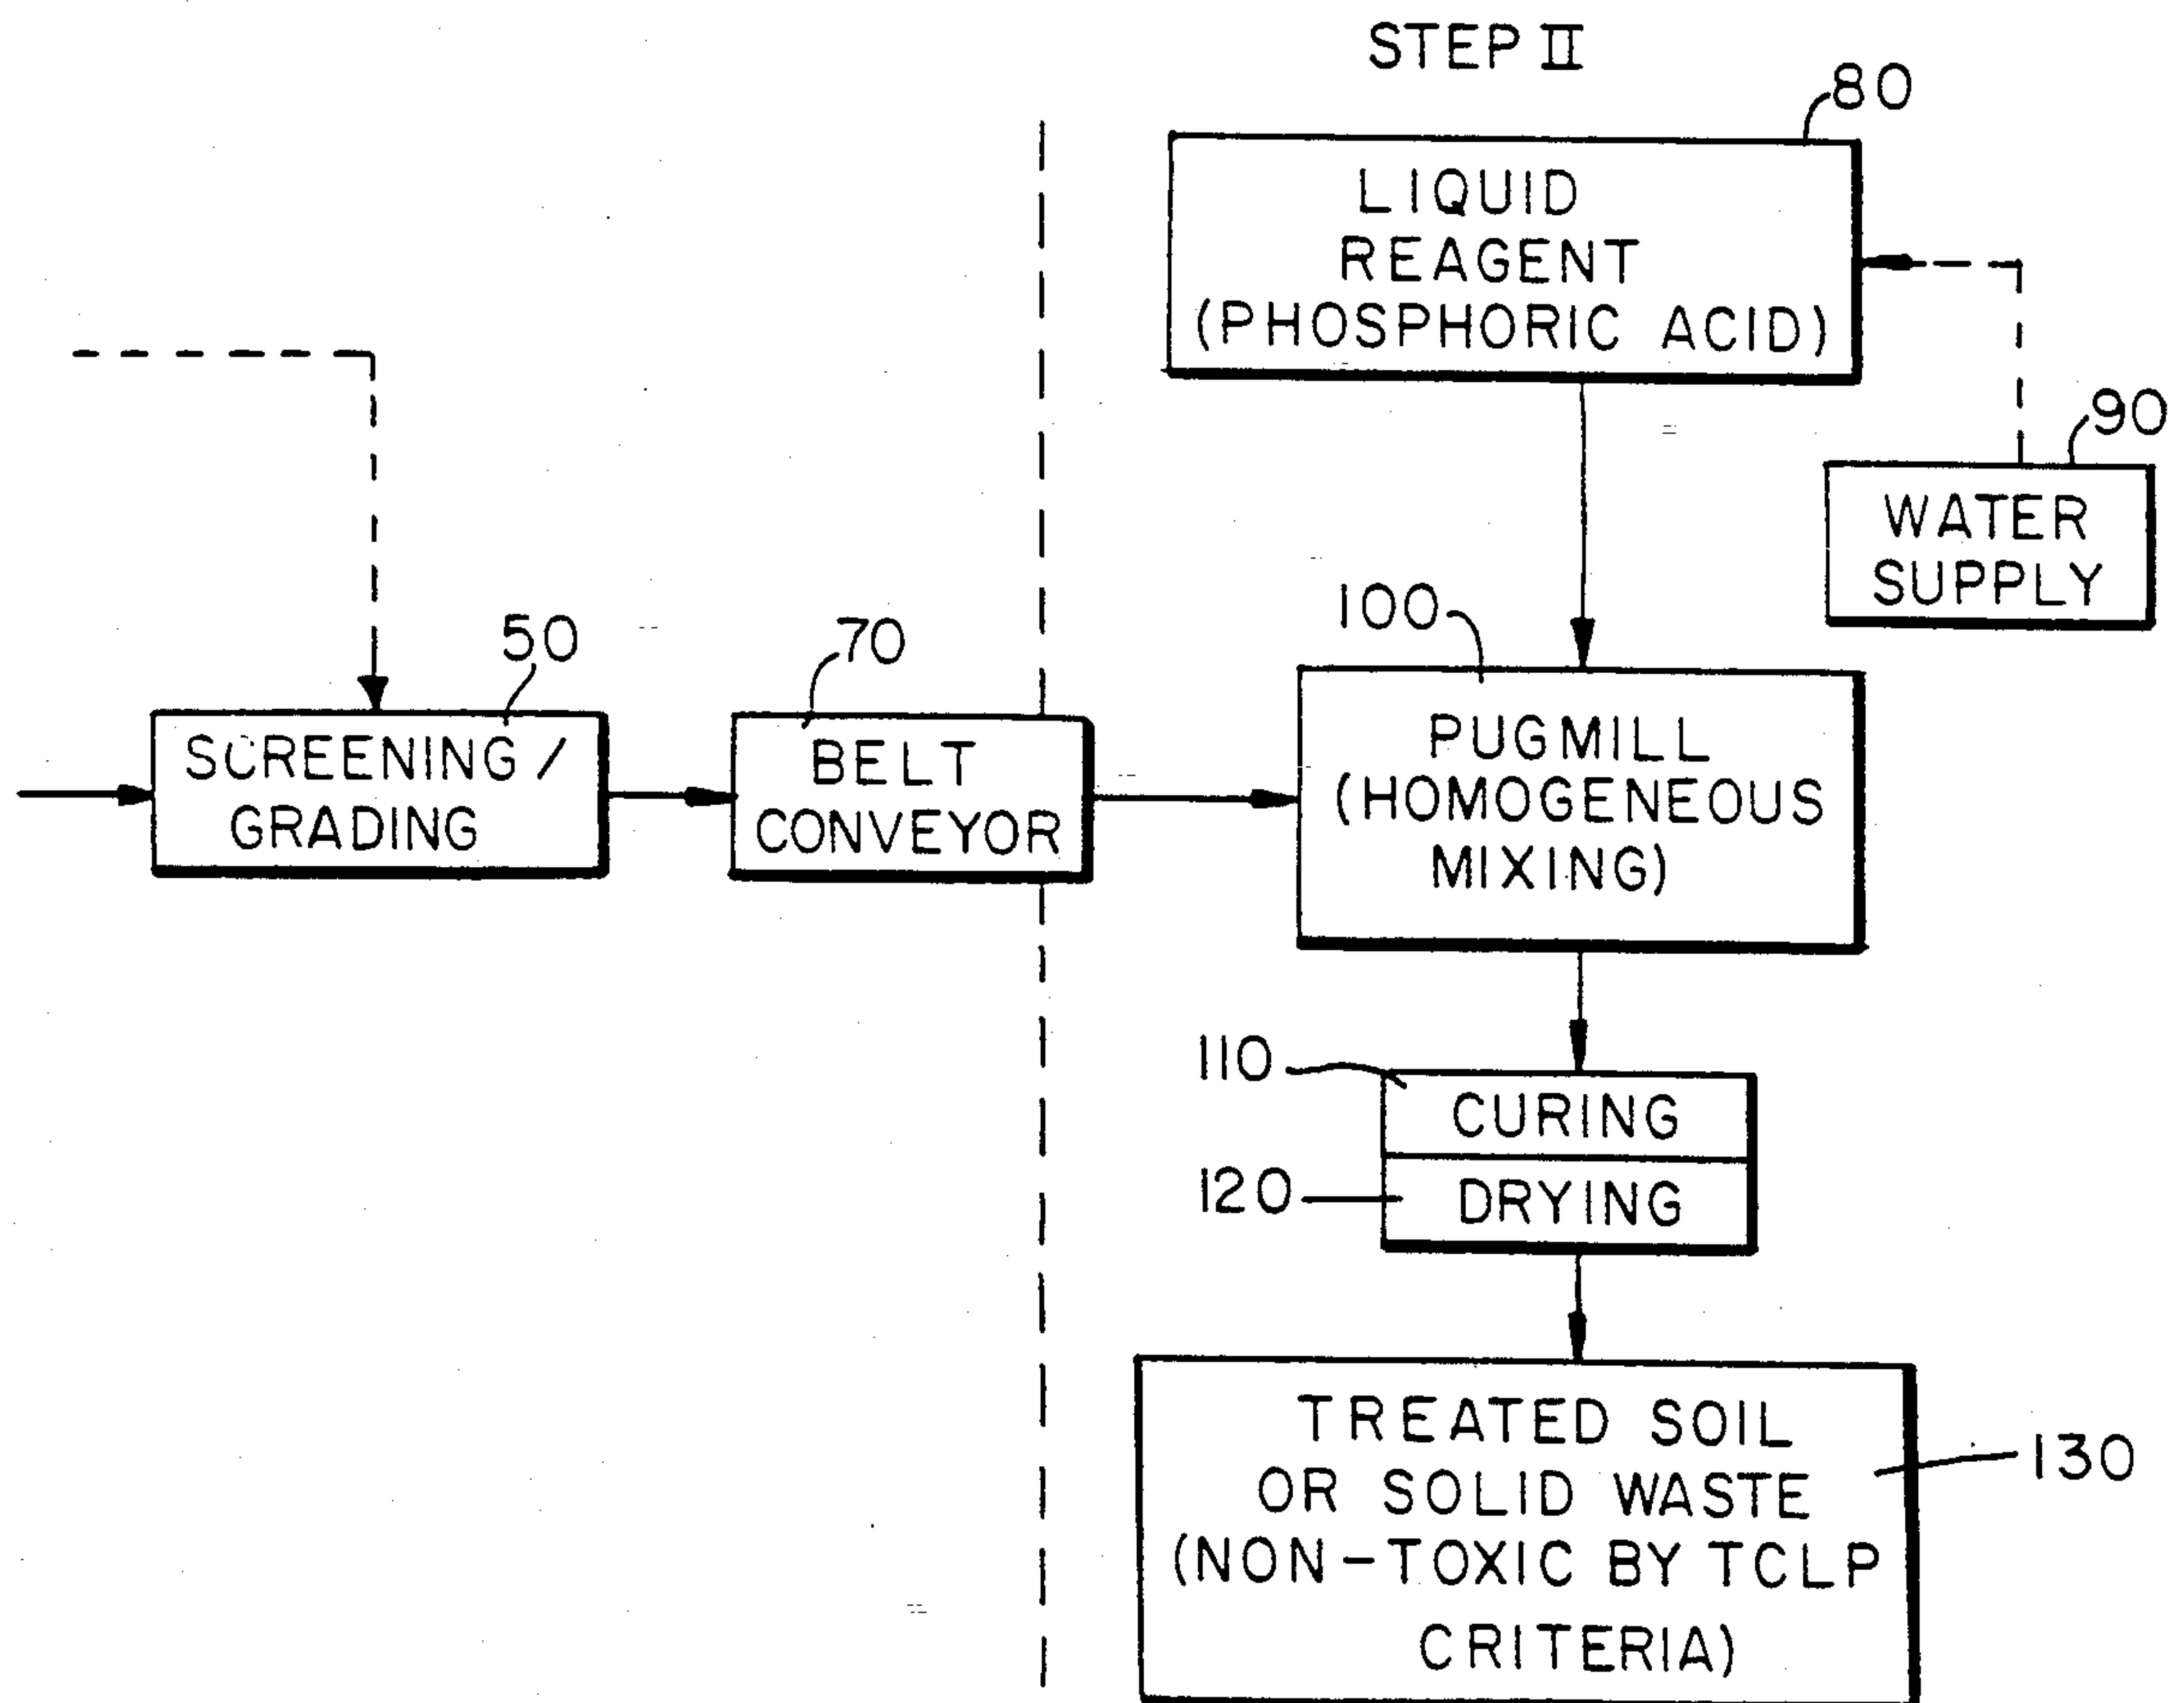 STEP II
80
LIQUID
REAGENT
(PHOSPHORIC ACID)
90
WATER
SUPPLY
50
SCREENING /
GRADING
70
BELT
CONVEYOR
100
PUGMILL
(HOMOGENEOUS
MIXING)
110
CURING
120
DRYING
TREATED SOIL
OR SOLID WASTE
(NON-TOXIC BY TCLP
CRITERIA)
130